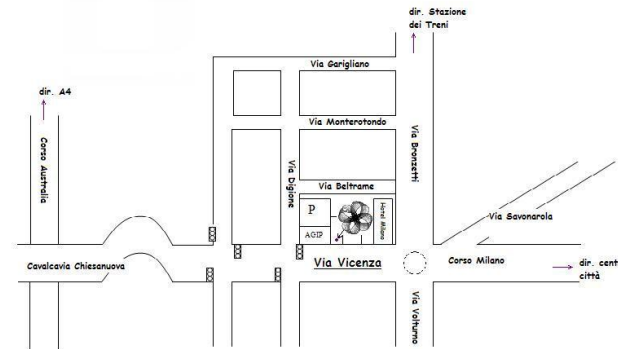 dir. Stazione
dei Treni
Via Garigliano
dir. A4
Via Monterotondo
Corso Australia
Via Digione
Via Bronzetti
Via Beltrame
P
Hotel Milano
AGIP
Via Savonarola
Cavalcavia Chiesanuova
Via Vicenza
Corso Milano
dir. cent
città
Via Volturno